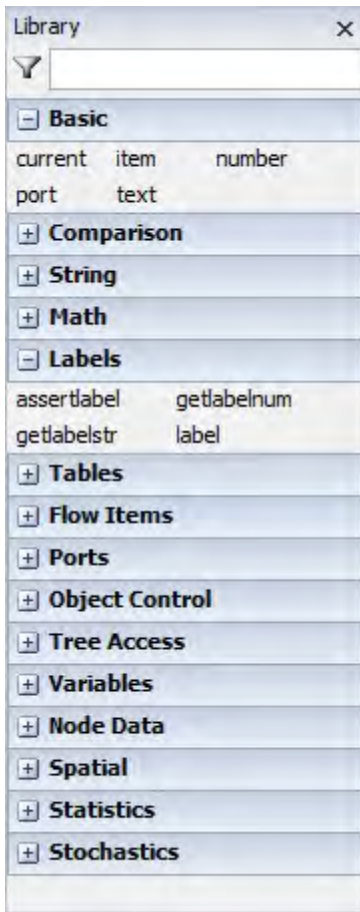 Library
Basic
current item number
port text
Comparison
String
Math
Labels
assertlabel getlabelnum
getlabelstr label
Tables
Flow Items
Ports
Object Control
Tree Access
Variables
Node Data
Spatial
Statistics
Stochastics